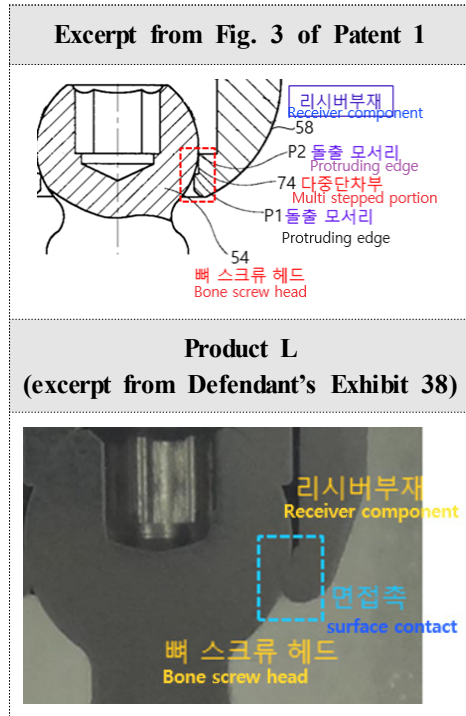 Excerpt from Fig. 3 of Patent 1
리시버부재
Receiver component
58
P2 돌출 모서리
Protruding edge
74 다중단차부
Multi stepped portion
P1 돌출 모서리
Protruding edge
54
뼈 스크류 헤드
Bone screw head
Product L
(excerpt from Defendant's Exhibit 38)
리시버부재
Receiver component
면접촉
surface contact
뼈 스크류 헤드
Bone screw head